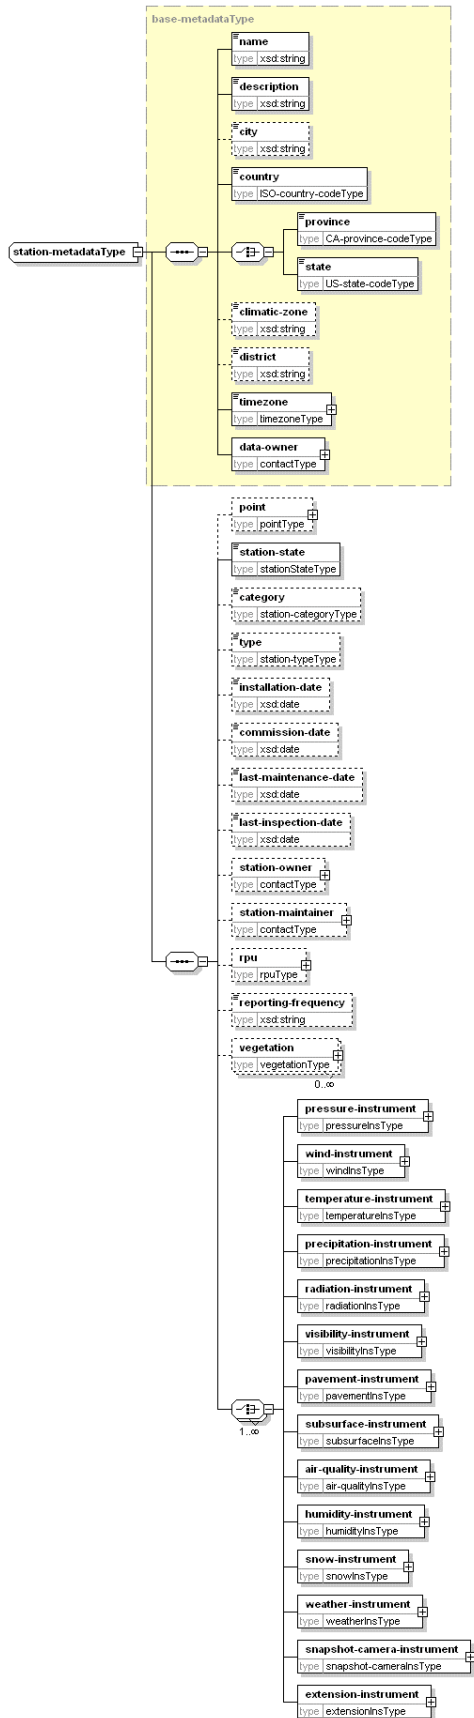 base-metadataType
name
type xsd:string
description
type xsd:string
city
type xsd:string
country
type ISO-country-codeType
station-metadataType
province
type CA-province-codeType
state
type US-state-codeType
climatic-zone
type xsd:string
district
type xsd:string
timezone
type timezoneType
data-owner
type contactType
point
type pointType
station-state
type stationStateType
category
type station-categoryType
type
type station-typeType
installation-date
type xsd:date
commission-date
type xsd:date
last-maintenance-date
type xsd:date
last-inspection-date
type xsd:date
station-owner
type contactType
station-maintainer
type contactType
rpu
type rpuType
reporting-frequency
type xsd:string
vegetation
type vegetationType
0..∞
pressure-instrument
type pressureInsType
wind-instrument
type windInsType
temperature-instrument
type temperatureInsType
precipitation-instrument
type precipitationInsType
radiation-instrument
type radiationInsType
visibility-instrument
type visibilityInsType
pavement-instrument
type pavementInsType
1..∞
subsurface-instrument
type subsurfaceInsType
air-quality-instrument
type air-qualityInsType
humidity-instrument
type humidityInsType
snow-instrument
type snowInsType
weather-instrument
type weatherInsType
snapshot-camera-instrument
type snapshot-cameraInsType
extension-instrument
type extensionInsType